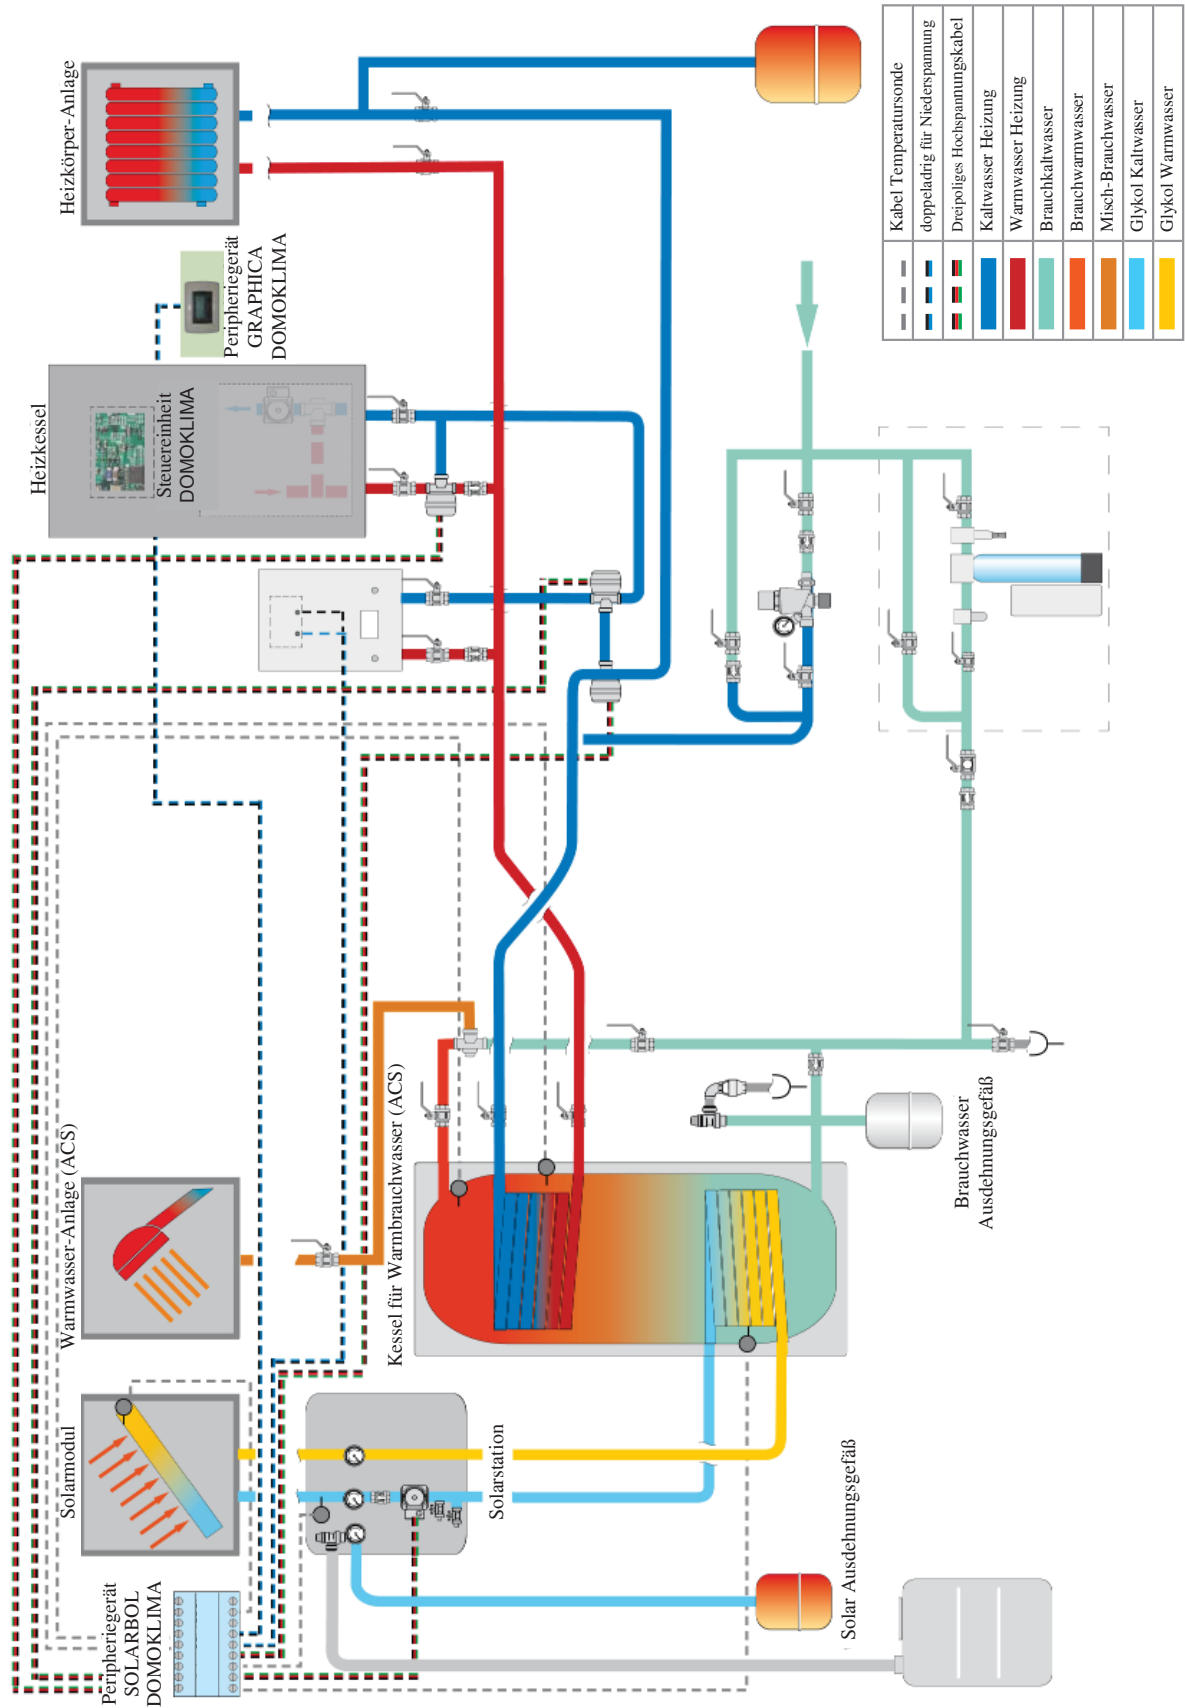 Peripheriegerät
SOLARBOL
DOMOKLIMA
Solarmodul
Warmwasser-Anlage (ACS)
Heizkessel
Steuereinheit
DOMOKLIMA
Peripheriegerät
GRAPHICA
DOMOKLIMA
Heizkörper-Anlage
Solarstation
Kessel für Warmbrauchwasser (ACS)
Solar Ausdehnungsgefäß
Brauchwasser
Ausdehnungsgefäß
Kabel Temperatursonde
doppeladrig für Niederspannung
Dreipoliges Hochspannungskabel
Kaltwasser Heizung
Warmwasser Heizung
Brauchkaltwasser
Brauchwarmwasser
Misch-Brauchwasser
Glykol Kaltwasser
Glykol Warmwasser